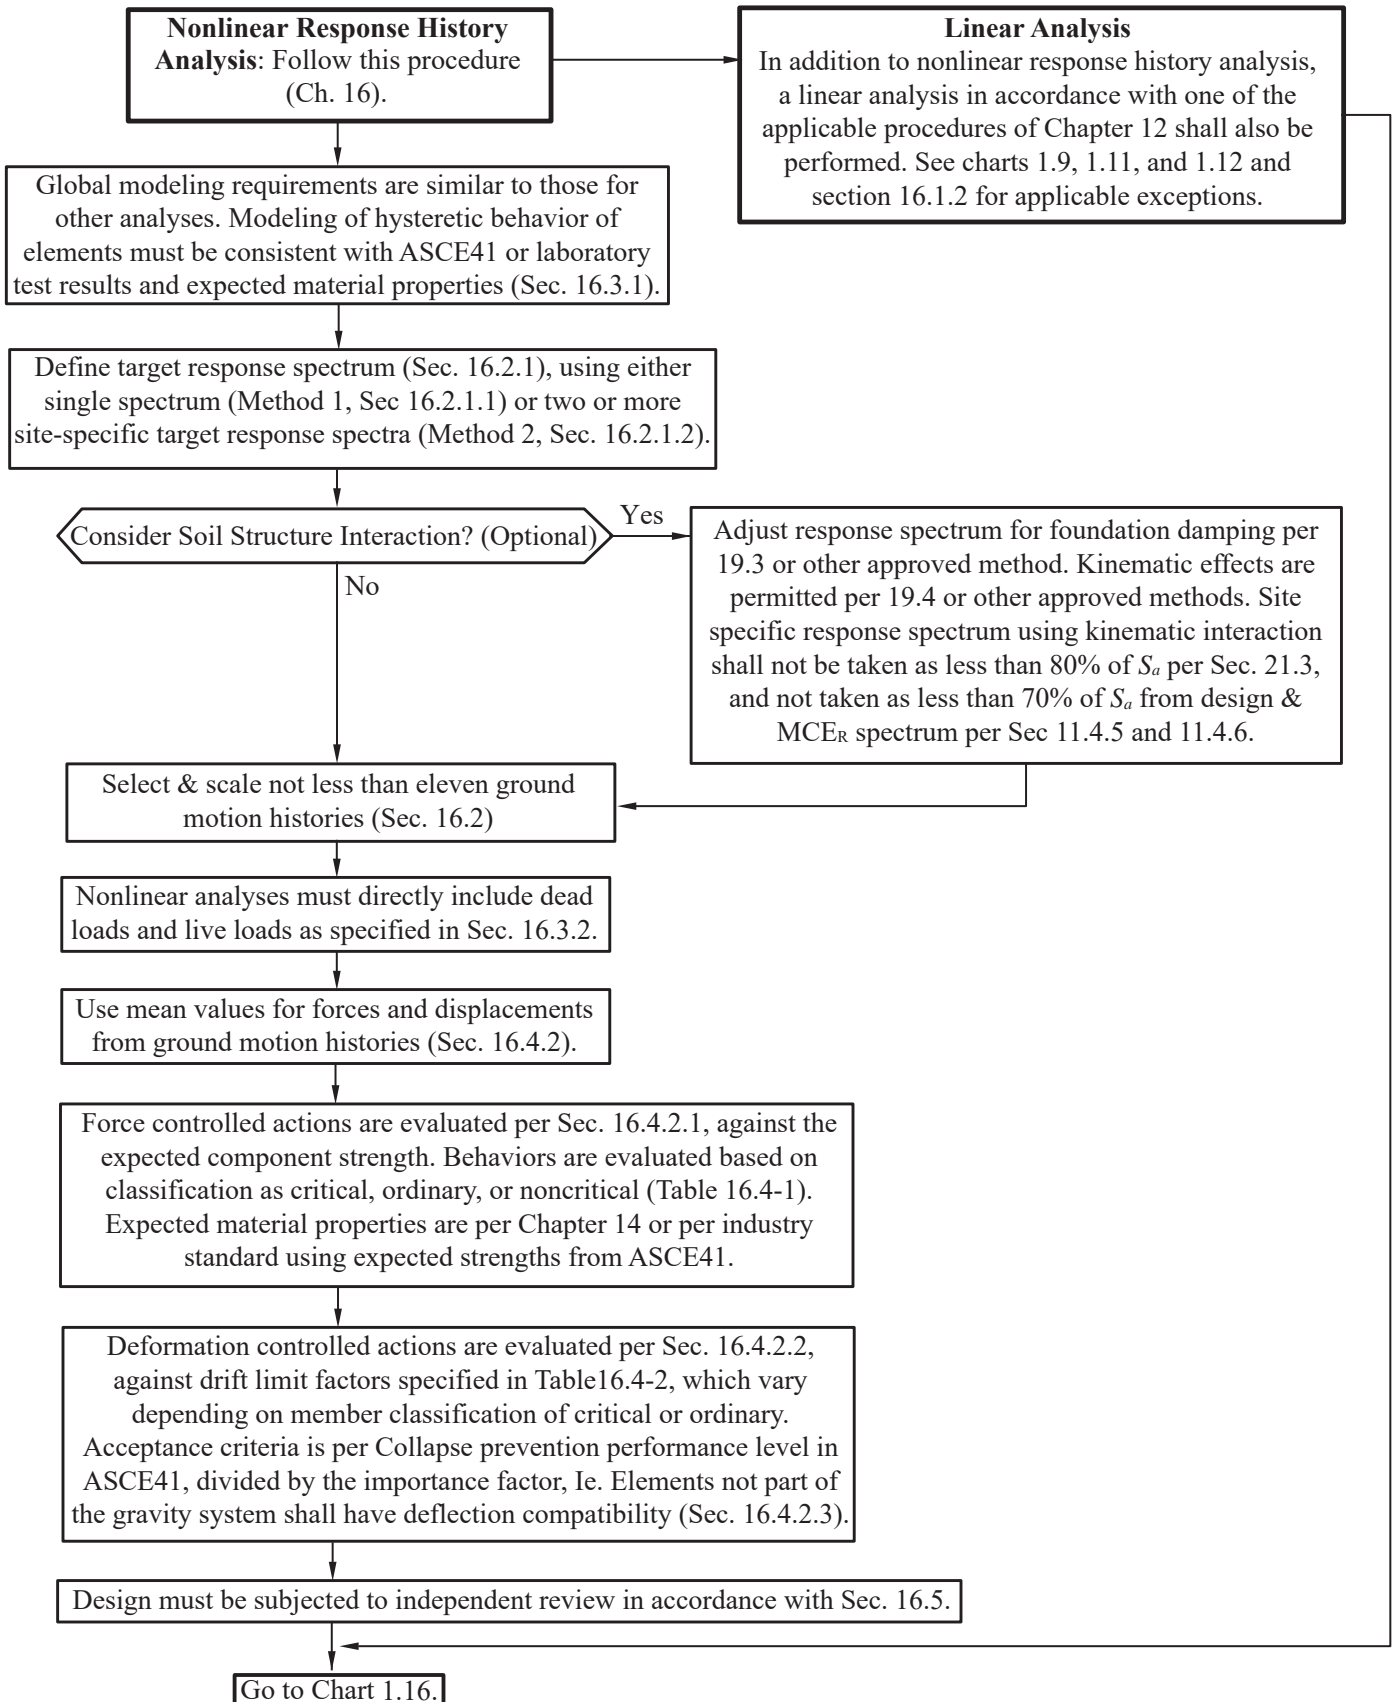 Nonlinear Response History
Analysis: Follow this procedure
(Ch. 16).
Linear Analysis
In addition to nonlinear response history analysis,
a linear analysis in accordance with one of the
applicable procedures of Chapter 12 shall also be
performed. See charts 1.9, 1.11, and 1.12 and
section 16.1.2 for applicable exceptions.
Global modeling requirements are similar to those for
other analyses. Modeling of hysteretic behavior of
elements must be consistent with ASCE41 or laboratory
test results and expected material properties (Sec. 16.3.1).
Define target response spectrum (Sec. 16.2.1), using either
single spectrum (Method 1, Sec 16.2.1.1) or two or more
site-specific target response spectra (Method 2, Sec. 16.2.1.2).
Consider Soil Structure Interaction? (Optional)
Yes
No
Adjust response spectrum for foundation damping per
19.3 or other approved method. Kinematic effects are
permitted per 19.4 or other approved methods. Site
specific response spectrum using kinematic interaction
shall not be taken as less than 80% of Sa per Sec. 21.3,
and not taken as less than 70% of Sa from design &
MCER spectrum per Sec 11.4.5 and 11.4.6.
Select & scale not less than eleven ground
motion histories (Sec. 16.2)
Nonlinear analyses must directly include dead
loads and live loads as specified in Sec. 16.3.2.
Use mean values for forces and displacements
from ground motion histories (Sec. 16.4.2).
Force controlled actions are evaluated per Sec. 16.4.2.1, against the
expected component strength. Behaviors are evaluated based on
classification as critical, ordinary, or noncritical (Table 16.4-1).
Expected material properties are per Chapter 14 or per industry
standard using expected strengths from ASCE41.
Deformation controlled actions are evaluated per Sec. 16.4.2.2,
against drift limit factors specified in Table16.4-2, which vary
depending on member classification of critical or ordinary.
Acceptance criteria is per Collapse prevention performance level in
ASCE41, divided by the importance factor, Ie. Elements not part of
the gravity system shall have deflection compatibility (Sec. 16.4.2.3).
Design must be subjected to independent review in accordance with Sec. 16.5.
Go to Chart 1.16.